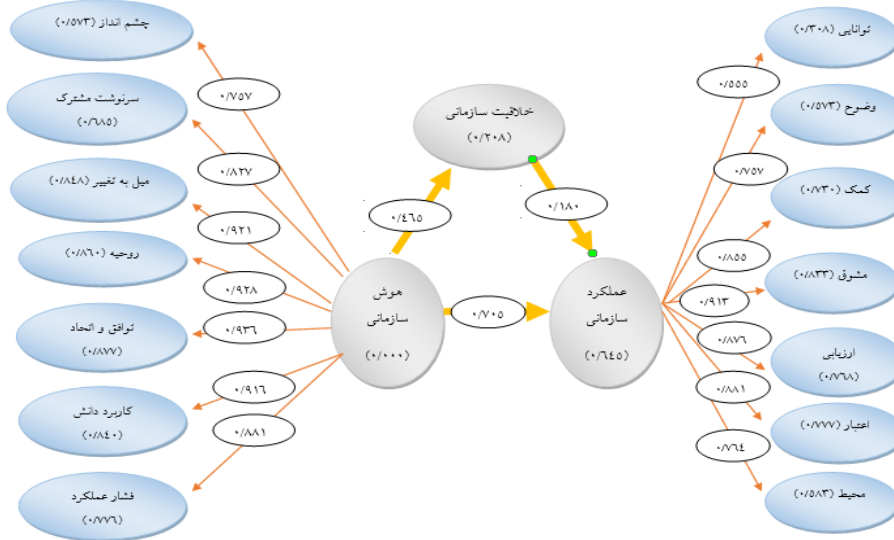 چشم انداز (۰/۵۷۳)
سرنوشت مشترک
(۰/۶۸۵)
میل به تغییر (۰/۸۴۸)
روحیه (۰/۸۶۰)
توافق و اتحاد
(۰/۸۷۷)
کاربرد دانش
(۰/۸۴۰)
فشار عملکرد
(۰/۷۷۶)
۰/۷۵۷
۰/۸۲۷
۰/۹۲۱
۰/۹۲۸
۰/۹۳۶
۰/۹۱۶
۰/۸۸۱
هوش
سازمانی
(۰/۰۰۰)
۰/۴۶۵
خلاقیت سازمانی
(۰/۲۰۸)
۰/۱۸۰
۰/۷۰۵
عملکرد
سازمانی
(۰/۶۴۵)
۰/۵۵۵
۰/۷۵۷
۰/۸۵۵
۰/۹۱۳
۰/۸۷۶
۰/۸۸۱
۰/۷۶۴
توانایی (۰/۳۰۸)
وضوح (۰/۵۷۳)
کمک (۰/۷۳۰)
مشوق (۰/۸۳۳)
ارزیابی
(۰/۷۶۸)
اعتبار (۰/۷۷۷)
محیط (۰/۵۸۳)